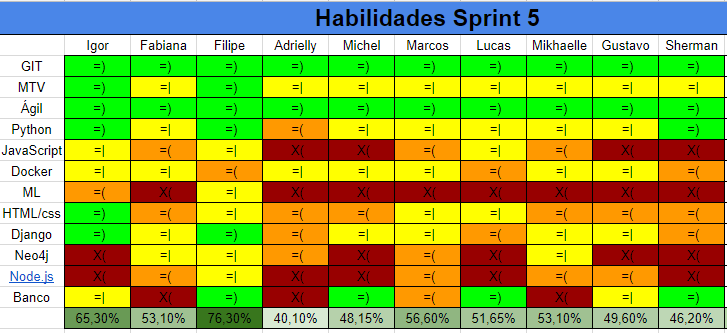 Habilidades Sprint 5
Igor Fabiana Filipe Adrielly Michel Marcos Lucas Mikhaelle Gustavo Sherman
GIT =) =) =) =) =) =) =) =) =) =)
MTV =) =| =) =| =| =| =| =| =| =|
Ágil =) =) =) =) =) =) =) =) =) =)
Python =) =| =) =( =| =| =| =| =| =)
JavaScript =| =( =| X( X( =( =| =( X( X(
Docker =| =| =( =| =| =| =( =| =| =(
ML =( X( =| X( X( X( X( X( X( X(
HTML/css =) =( =| =( =( =| =| =( =( =(
Django =) =| =) =( =| =| =( =| =| =(
Neo4j X( =| =| =( X( =( X( =| X( X(
Node.js X( =( =| =( X( =( X( =( =( =(
Banco =| X( =) X( =) =( =) X( =| =)
65,30% 53,10% 76,30% 40,10% 48,15% 56,60% 51,65% 53,10% 49,60% 46,20%